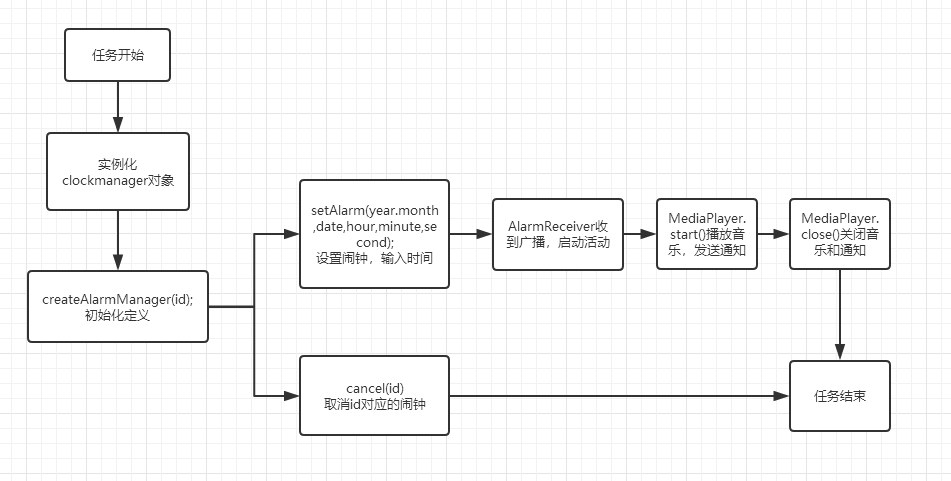 任务开始
实例化
clockmanager对象
createAlarmManager(id);
初始化定义
setAlarm(year.month
,date,hour,minute,se
cond);
设置闹钟，输入时间
AlarmReceiver收
到广播，启动活动
MediaPlayer.
start()播放音
乐，发送通知
MediaPlayer.
close()关闭音
乐和通知
cancel(id)
取消id对应的闹钟
任务结束